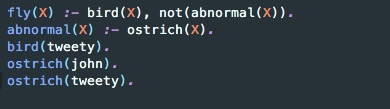 fly(X) :- bird(X), not(abnormal(X)).
abnormal(X) :- ostrich(X).
bird(tweety).
ostrich(john).
ostrich(tweety).